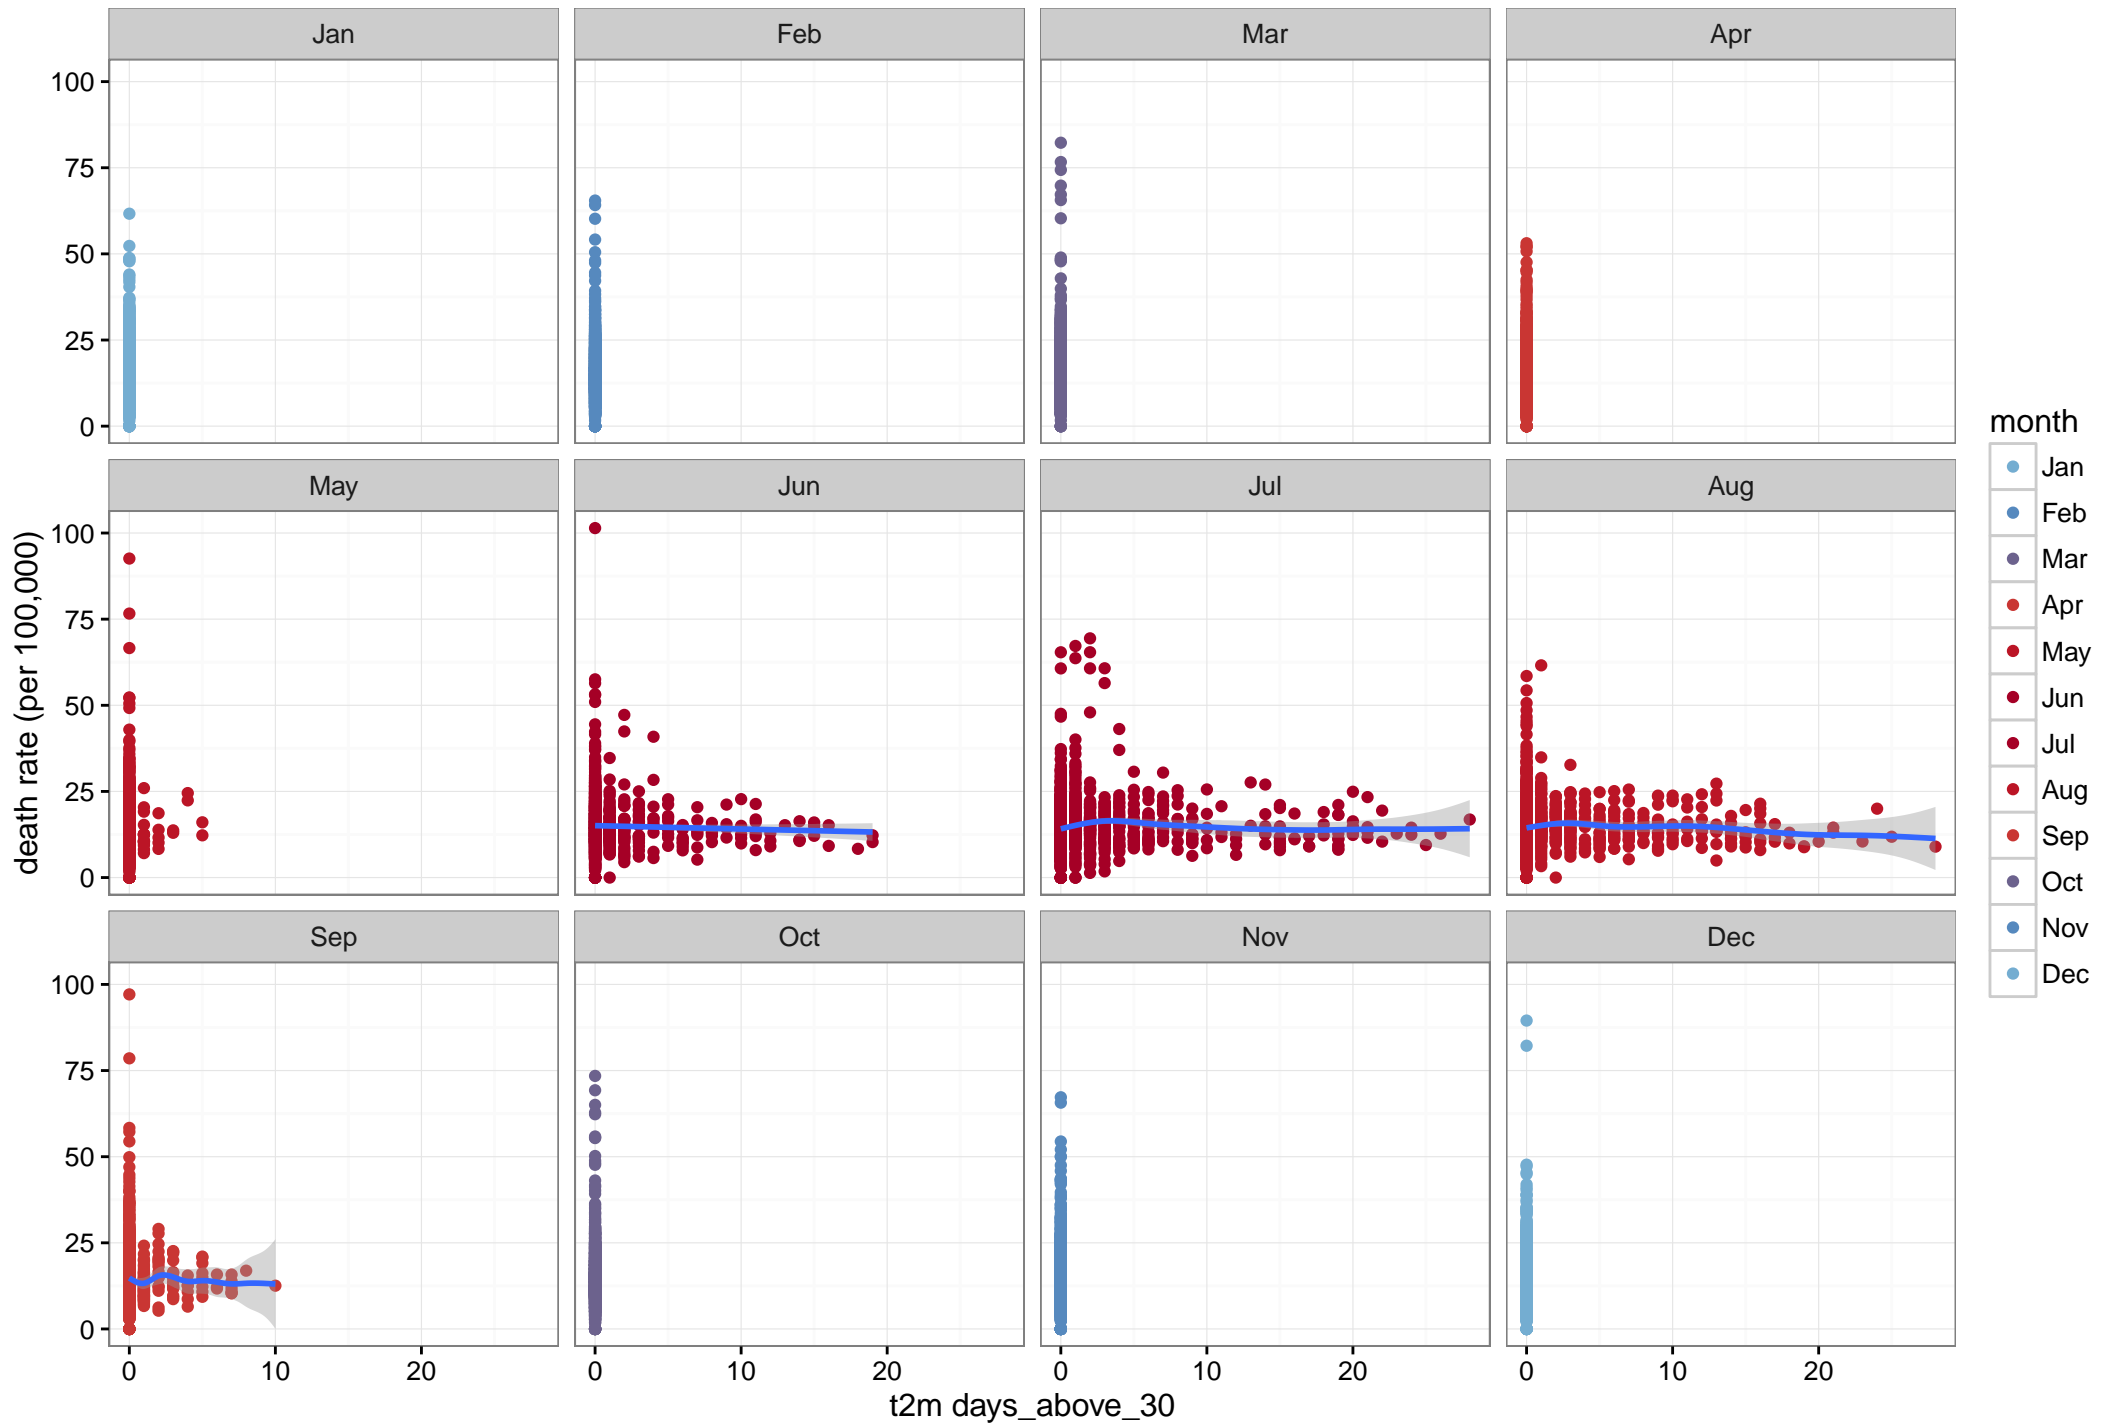 Jan Feb Mar Apr
100
75
50
25
0
May Jun Jul Aug
100
75
50
25
0
Sep Oct Nov Dec
100
75
50
25
0
0 10 20 0 10 20 0 10 20 0 10 20
t2m days_above_30
death rate (per 100,000)
month
Jan
Feb
Mar
Apr
May
Jun
Jul
Aug
Sep
Oct
Nov
Dec